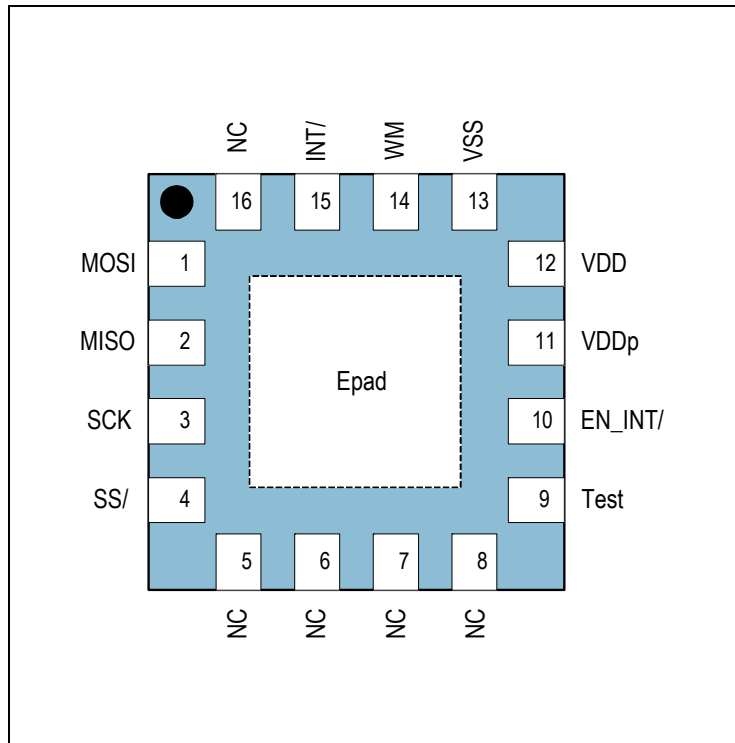 NC INT/ WM VSS
16 15 14 13
MOSI 1 12 VDD
MISO 2 11 VDDp
Epad
SCK 3 10 EN_INT/
SS/ 4 9 Test
5 6 7 8
NC NC NC NC